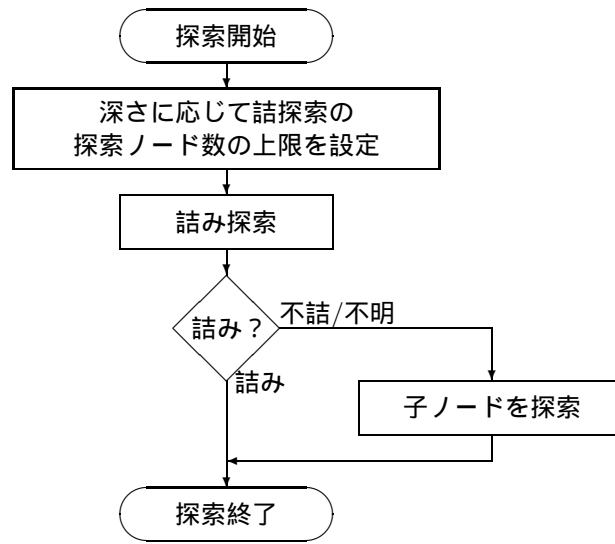 探索開始
深さに応じて詰探索の
探索ノード数の上限を設定
詰み探索
詰み？
不詰/不明
詰み
子ノードを探索
探索終了